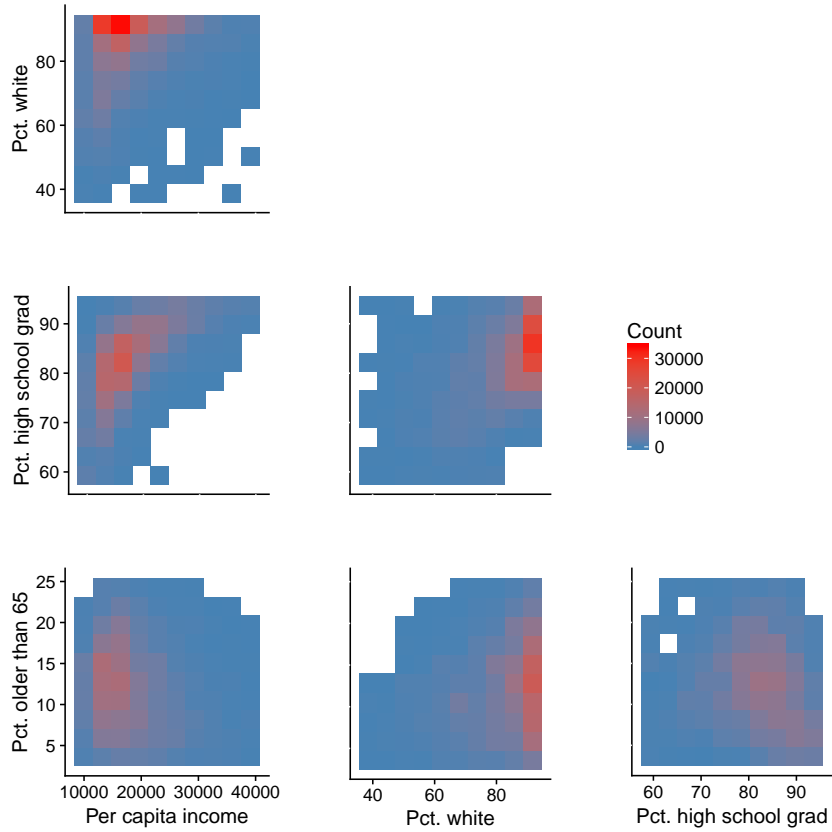 Pct. white
80
60
40
Pct. high school grad
90
80
70
60
Count
30000
20000
10000
0
Pct. older than 65
25
20
15
10
5
10000 20000 30000 40000
Per capita income
40 60 80
Pct. white
60 70 80 90
Pct. high school grad